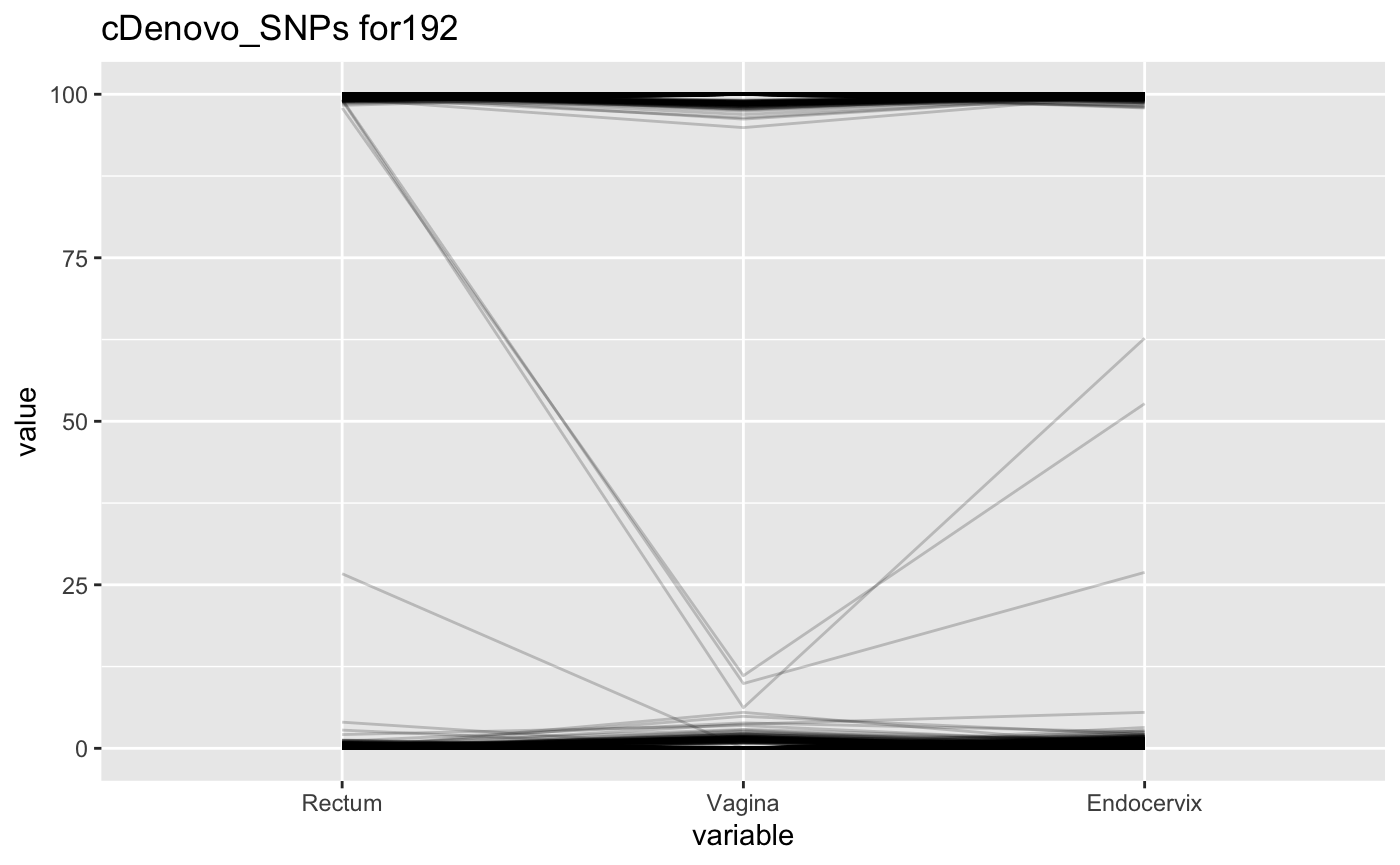 cDenovo_SNPs for192
100
75
50
25
0
value
Rectum
Vagina
Endocervix
variable